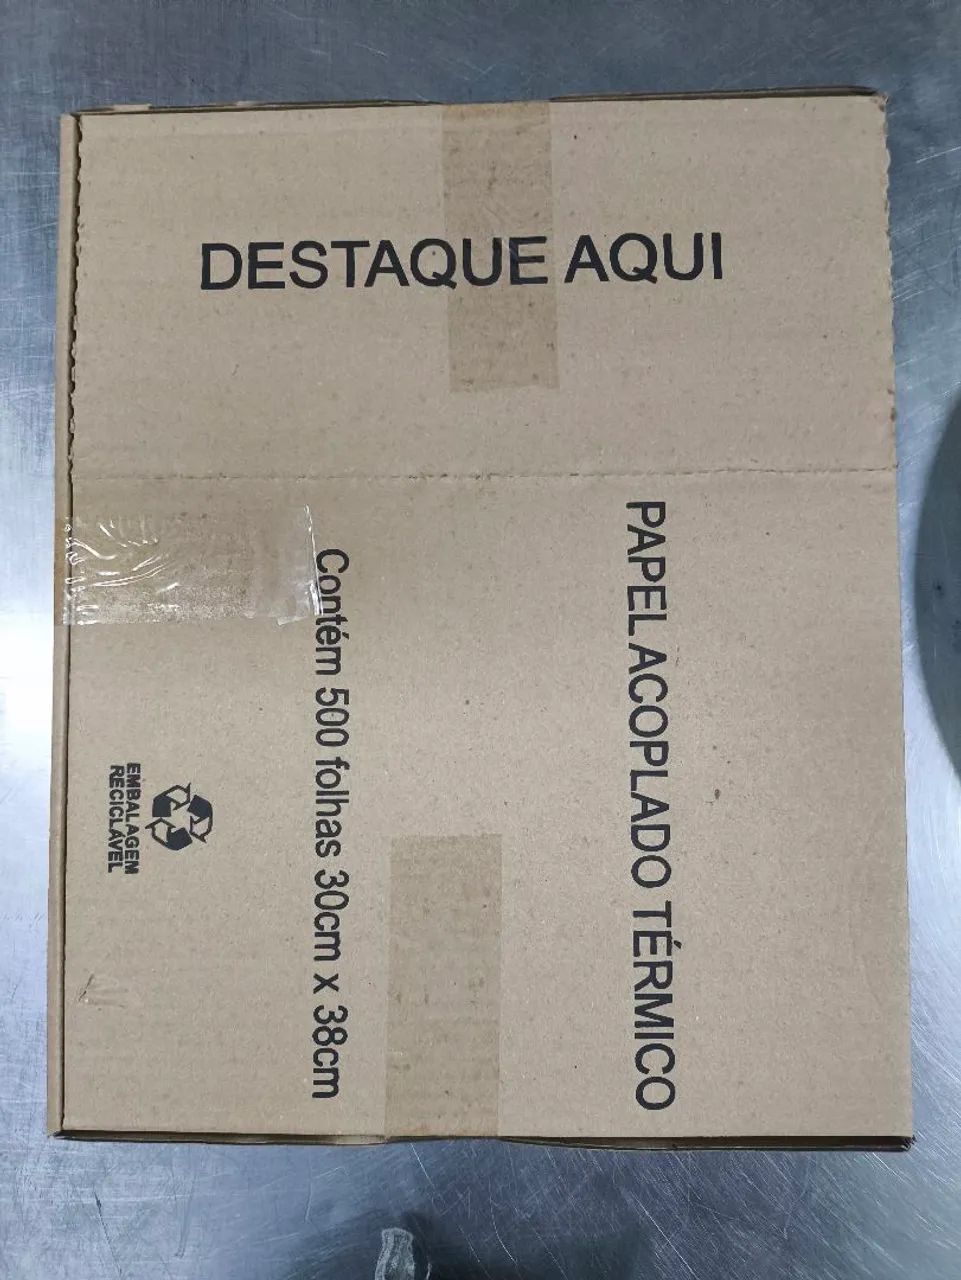 DESTAQUE AQUI
PAPEL ACOPLADO TÉRMICO
Contém 500 folhas 30cm x 38cm
EMBALAGEM
RECICLÁVEL